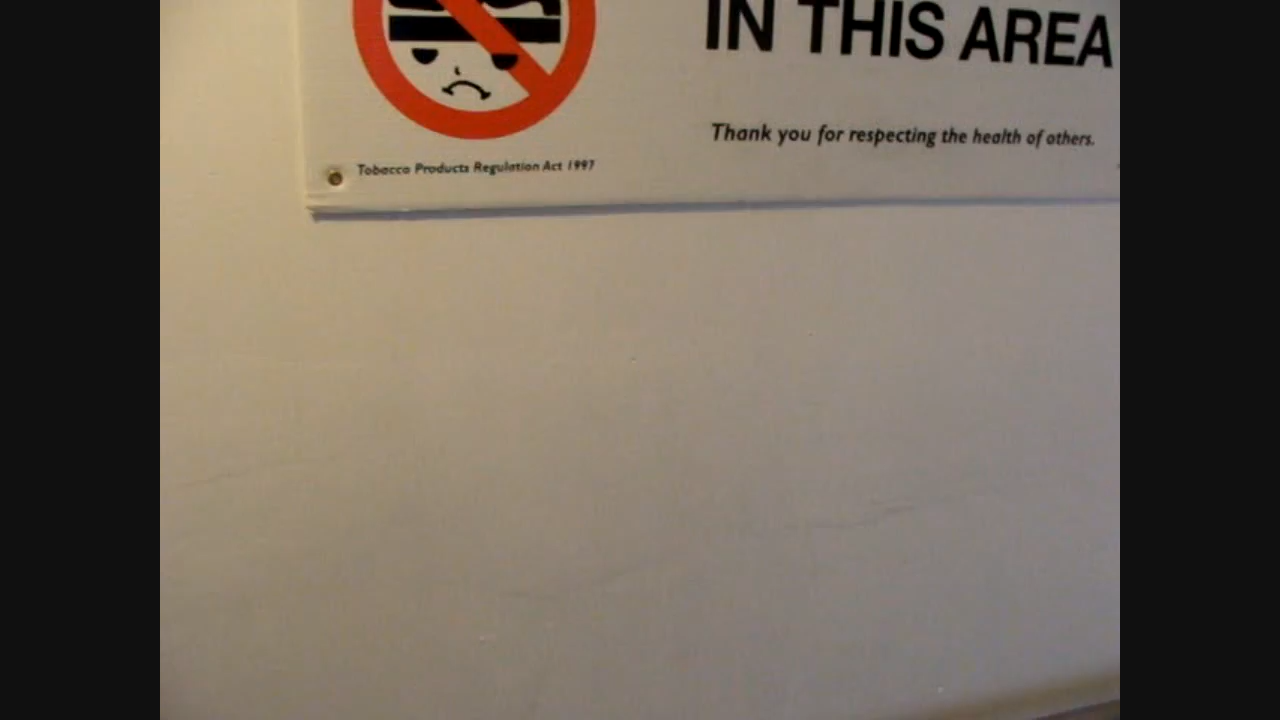 IN THIS AREA
Thank you for respecting the health of others.
Tobacco Products Regulation Act 1997